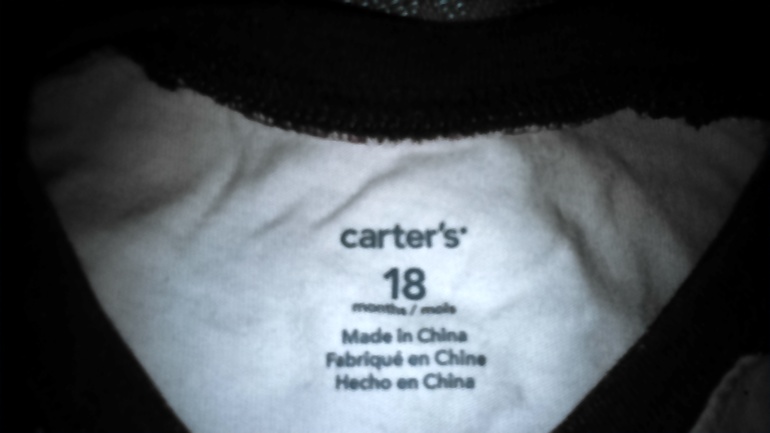 carter's
18
months / mois
Made in China
Fabriqué en Chine
Hecho en China